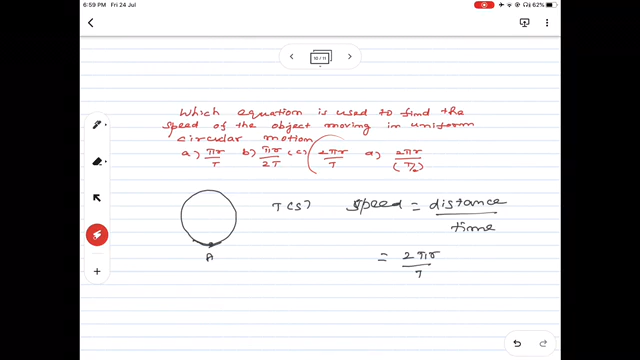 6:59 PM Fri 24 Jul
62%
10 / 11
Which equation is used to find the
speed of the object moving in uniform
circular motion
a) πr/T b) πr/2T (c) 2πr/T a) 2πr/(T/2)
T(s) speed = distance/time
A
= 2πr/T